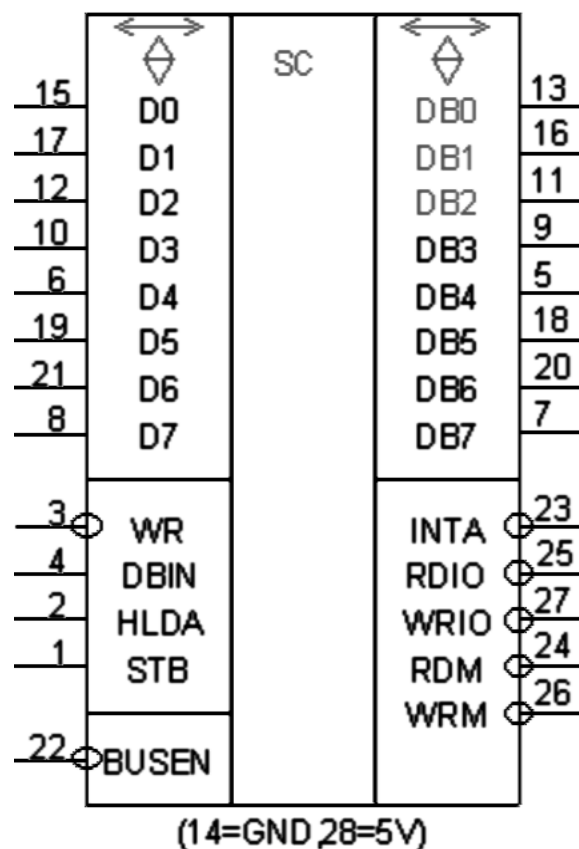 SC
15 D0 DB0 13
17 D1 DB1 16
12 D2 DB2 11
10 D3 DB3 9
6 D4 DB4 5
19 D5 DB5 18
21 D6 DB6 20
8 D7 DB7 7
3 WR INTA 23
4 DBIN RDIO 25
2 HLDA WRIO 27
1 STB RDM 24
WRM 26
22 BUSEN
(14=GND,28=5V)